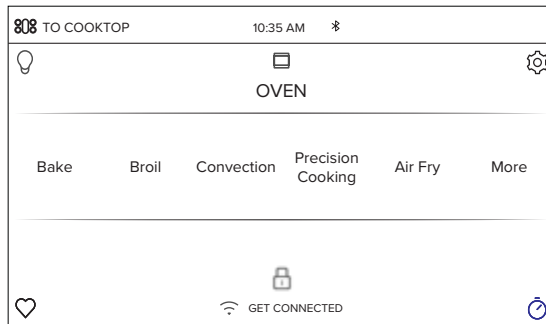 TO COOKTOP 10:35 AM
OVEN
Bake Broil Convection Precision Cooking Air Fry More
GET CONNECTED